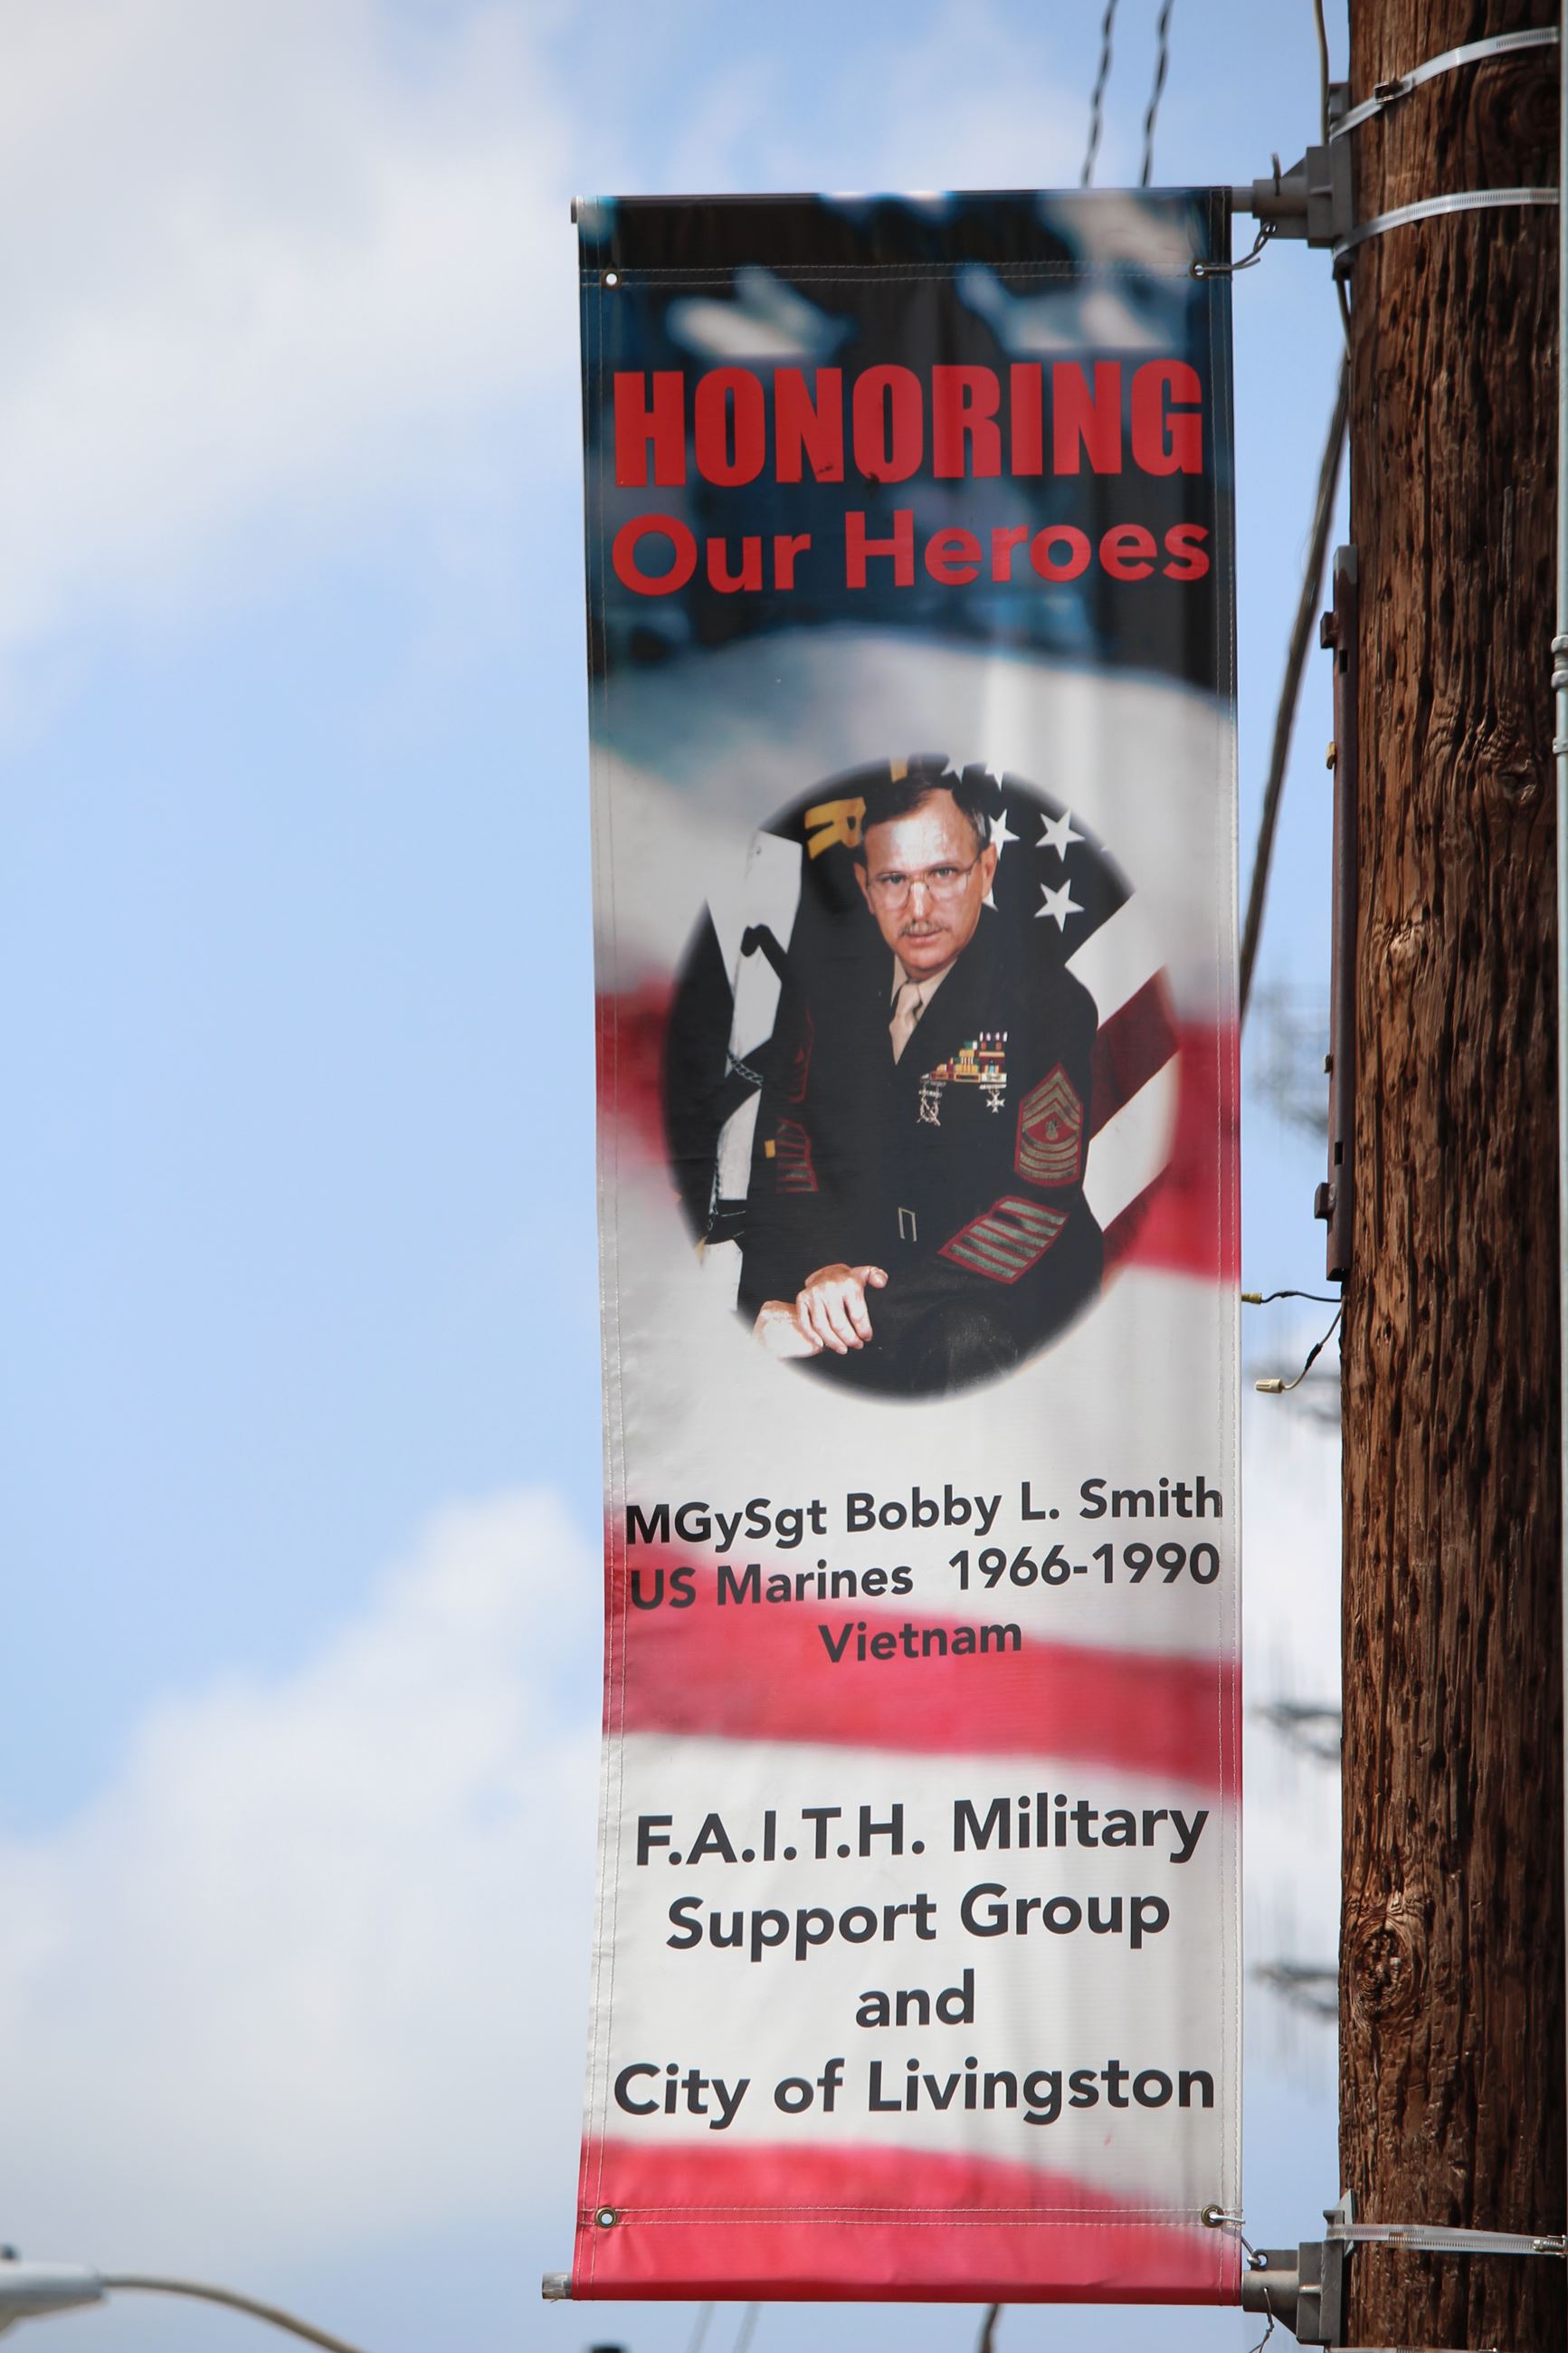 HONORING
Our Heroes
MGySgt Bobby L. Smith
US Marines 1966-1990
Vietnam
F.A.I.T.H. Military
Support Group
and
City of Livingston